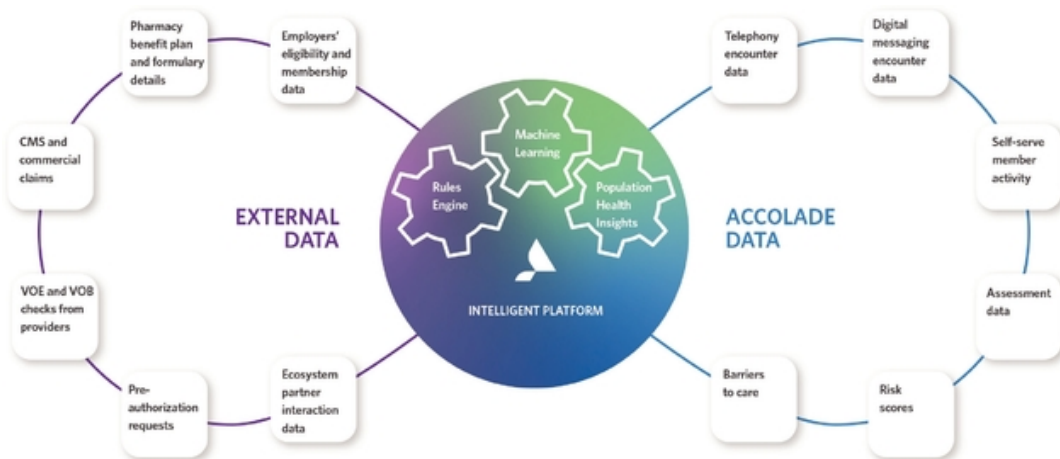 Pharmacy
benefit plan
and formulary
details
Employers'
eligibility and
membership
data
CMS and
commercial
claims
EXTERNAL
DATA
VOE and VOB
checks from
providers
Pre-
authorization
requests
Ecosystem
partner
interaction
data
Machine
Learning
Rules
Engine
Population
Health
Insights
INTELLIGENT PLATFORM
Telephony
encounter
data
Digital
messaging
encounter
data
Self-serve
member
activity
ACCOLADE
DATA
Assessment
data
Risk
scores
Barriers
to care